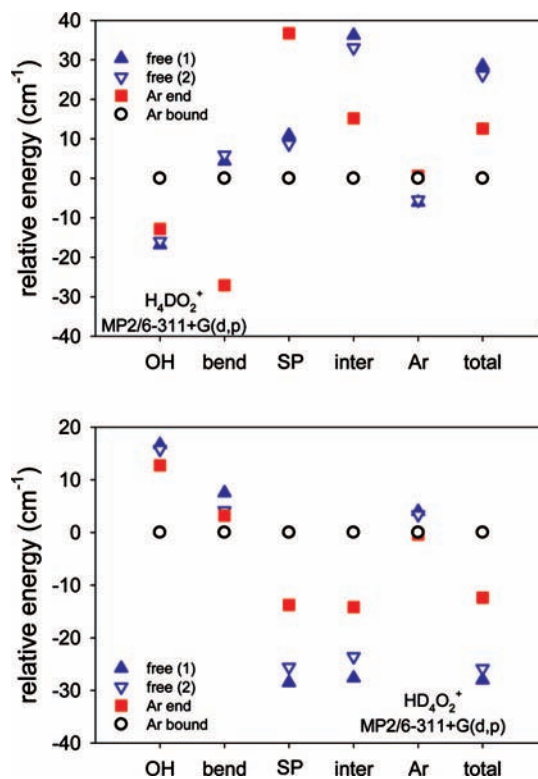 40
30
20
10
0
-10
-20
-30
-40
relative energy (cm⁻¹)
free (1)
free (2)
Ar end
Ar bound
H₄DO₂⁺
MP2/6-311+G(d,p)
OH bend SP inter Ar total
20
10
0
-10
-20
-30
-40
relative energy (cm⁻¹)
free (1)
free (2)
Ar end
Ar bound
HD₄O₂⁺
MP2/6-311+G(d,p)
OH bend SP inter Ar total